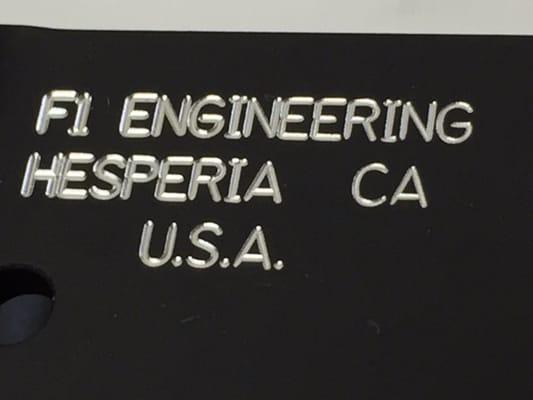 F1 ENGINEERING
HESPERIA CA
U.S.A.